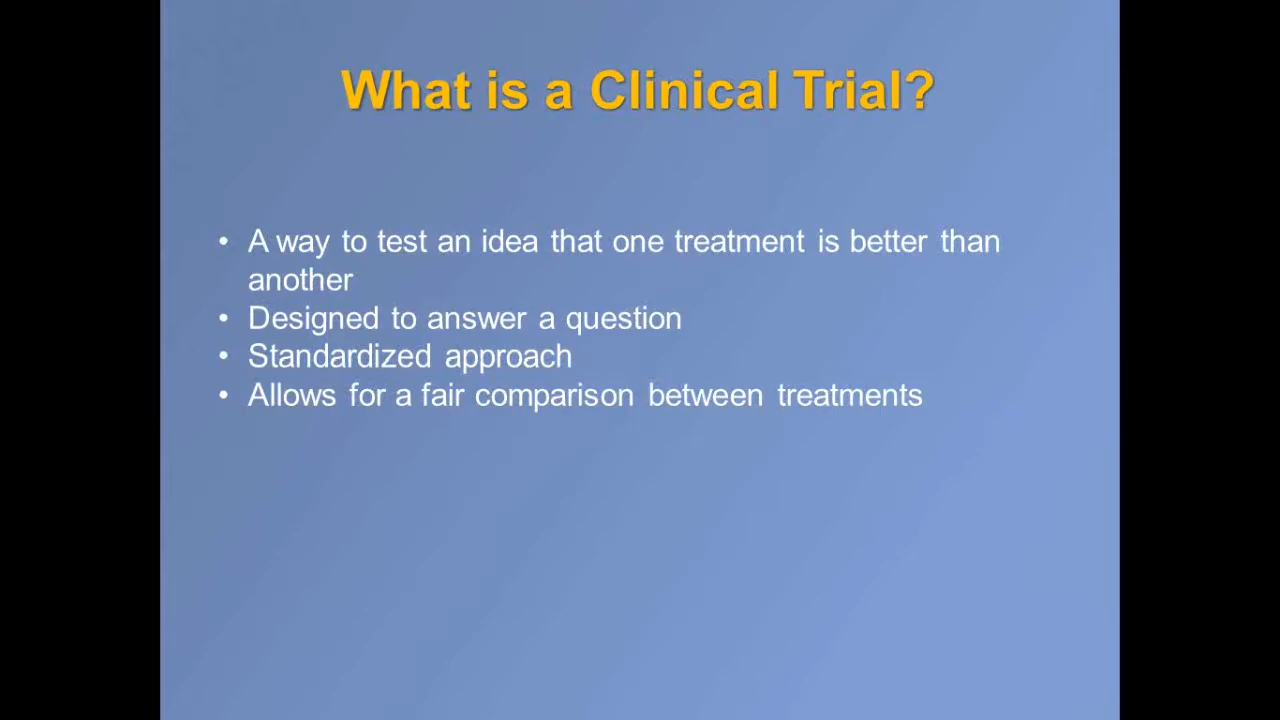 What is a Clinical Trial?
• A way to test an idea that one treatment is better than
another
• Designed to answer a question
• Standardized approach
• Allows for a fair comparison between treatments